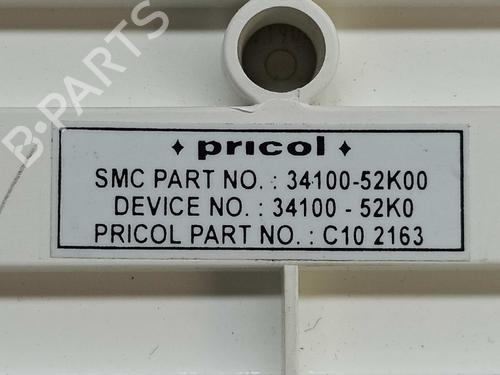 B-PARTS
♦ pricol ♦
SMC PART NO. : 34100-52K00
DEVICE NO. : 34100 - 52K0
PRICOL PART NO. : C10 2163